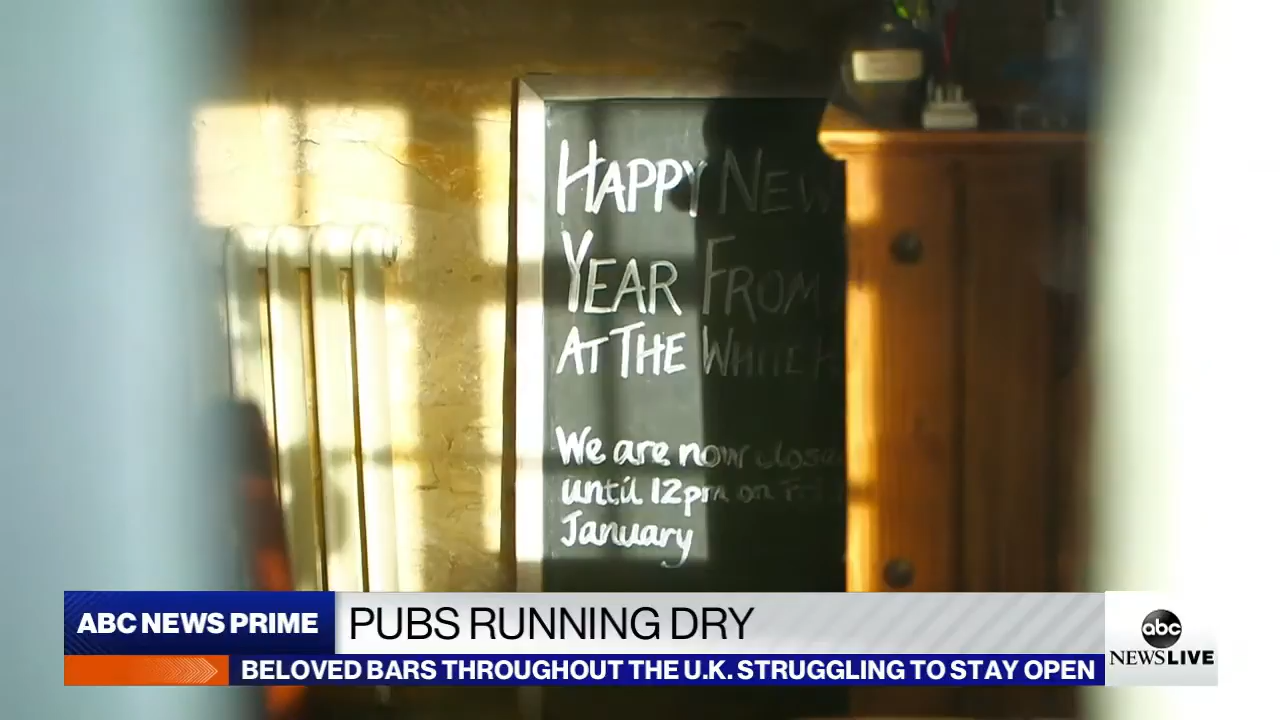 HAPPY NEW
YEAR FROM
AT THE WHITE
We are now
until 12pm on
January
ABC NEWS PRIME
PUBS RUNNING DRY
BELOVED BARS THROUGHOUT THE U.K. STRUGGLING TO STAY OPEN
abc
NEWSLIVE